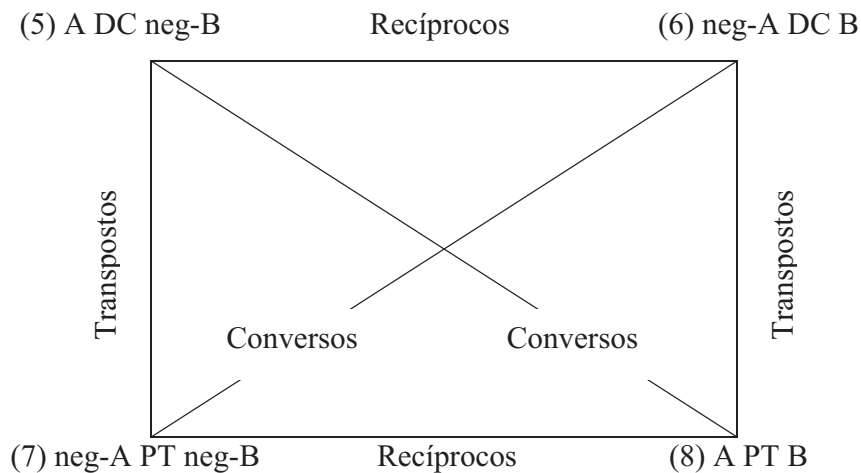 (5) A DC neg-B Recíprocos (6) neg-A DC B
Transpostos Transpostos
Conversos Conversos
(7) neg-A PT neg-B Recíprocos (8) A PT B